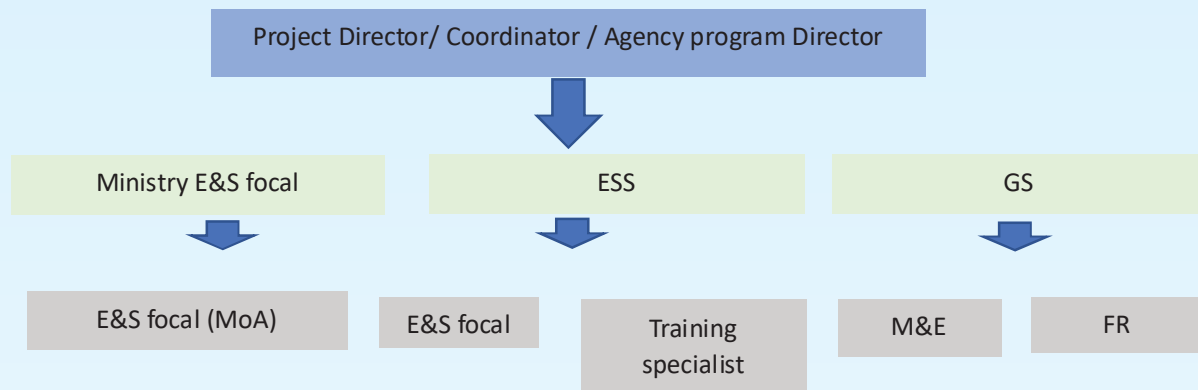 Project Director/ Coordinator / Agency program Director
Ministry E&S focal
ESS
GS
E&S focal (MoA)
E&S focal
Training
specialist
M&E
FR